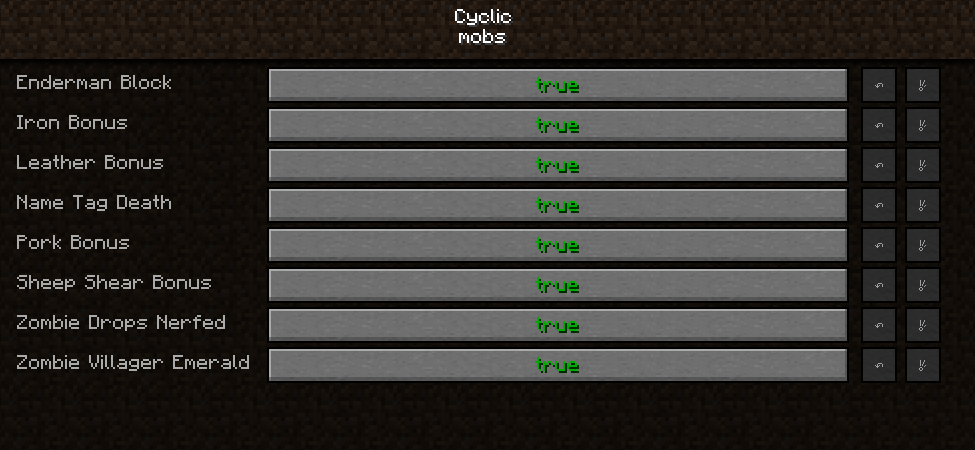 Cyclic
mobs
Enderman Block true
Iron Bonus true
Leather Bonus true
Name Tag Death true
Pork Bonus true
Sheep Shear Bonus true
Zombie Drops Nerfed true
Zombie Villager Emerald true